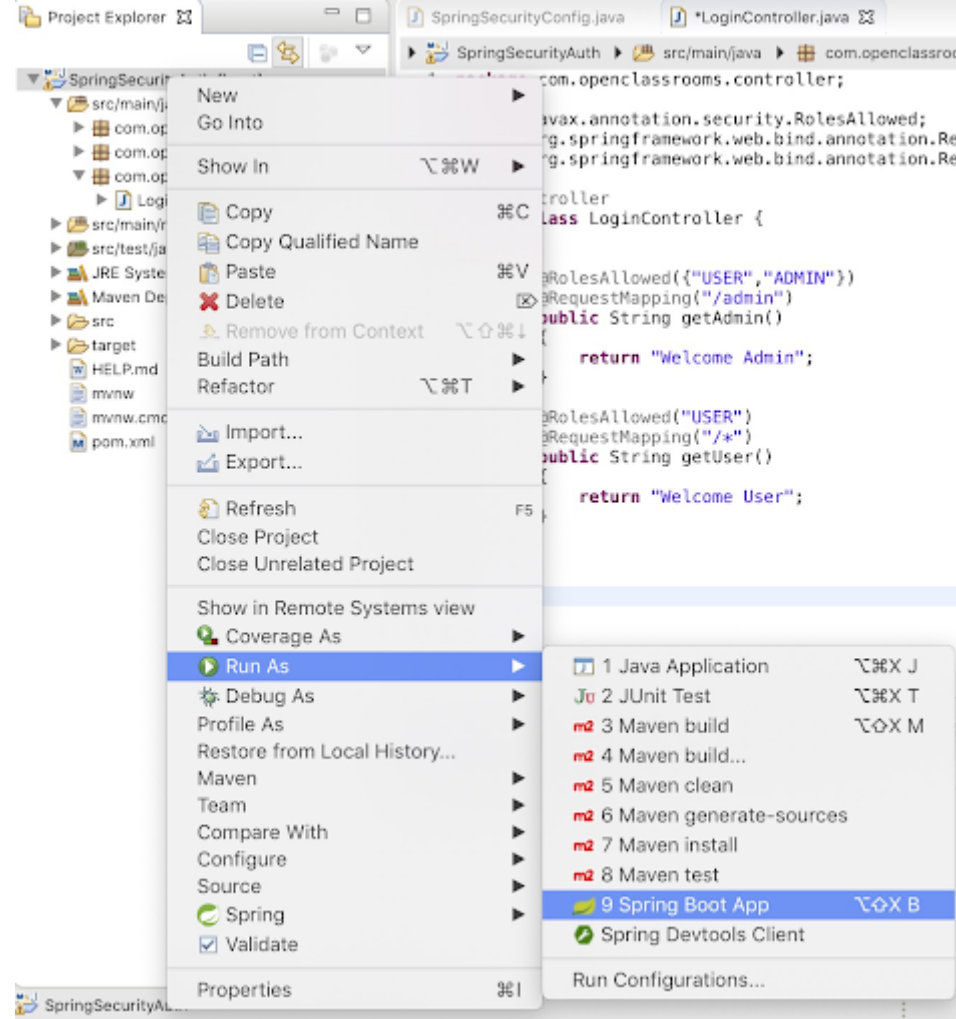 Project Explorer
SpringSecurityConfig.java
*LoginController.java
SpringSecurityAuth
src/main/java
com.openclassroo
1
com.openclassrooms.controller;
SpringSecurit
src/main/ja
com.op
com.op
com.op
Logi
src/main/r
src/test/ja
JRE Syste
Maven De
src
target
HELP.md
mvnw
mvnw.cmd
pom.xml
avax.annotation.security.RolesAllowed;
rg.springframework.web.bind.annotation.Re
rg.springframework.web.bind.annotation.Re
troller
lass LoginController {
@RolesAllowed({"USER","ADMIN"})
@RequestMapping("/admin")
public String getAdmin()
{
return "Welcome Admin";
}
@RolesAllowed("USER")
@RequestMapping("/*")
public String getUser()
{
return "Welcome User";
}
New
Go Into
Show In ⌥⌘W
Copy ⌘C
Copy Qualified Name
Paste ⌘V
Delete ⌦
Remove from Context ⌥⇧⌘↓
Build Path
Refactor ⌥⌘T
Import...
Export...
Refresh F5
Close Project
Close Unrelated Project
Show in Remote Systems view
Coverage As
Run As
Debug As
Profile As
Restore from Local History...
Maven
Team
Compare With
Configure
Source
Spring
Validate
Properties ⌘I
1 Java Application ⌥⌘X J
Ju 2 JUnit Test ⌥⌘X T
m2 3 Maven build ⌥⇧X M
m2 4 Maven build...
m2 5 Maven clean
m2 6 Maven generate-sources
m2 7 Maven install
m2 8 Maven test
9 Spring Boot App ⌥⇧X B
Spring Devtools Client
Run Configurations...
SpringSecurityAu